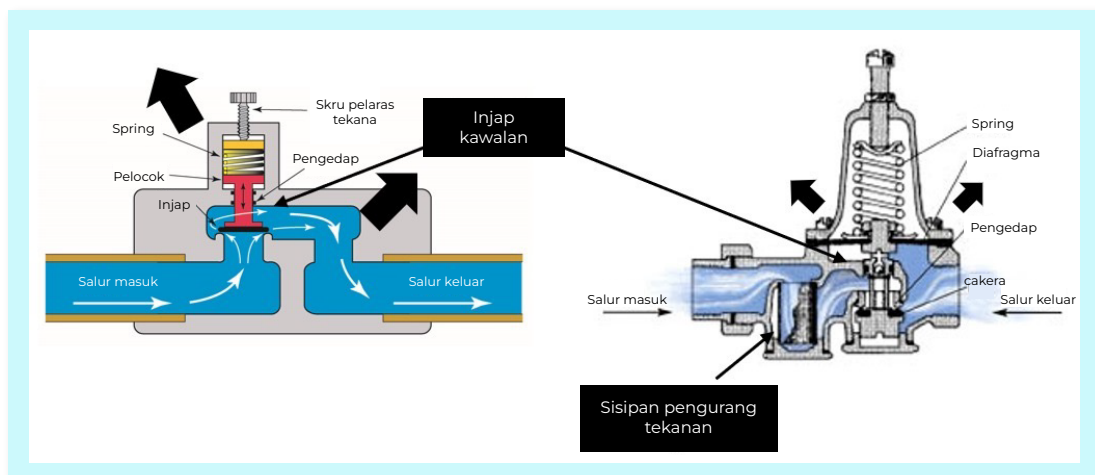 Skru pelaras
tekana
Spring
Pengedap
Pelocok
Injap
Salur masuk
Salur keluar
Injap
kawalan
Spring
Diafragma
Pengedap
cakera
Salur masuk
Salur keluar
Sisipan pengurang
tekanan